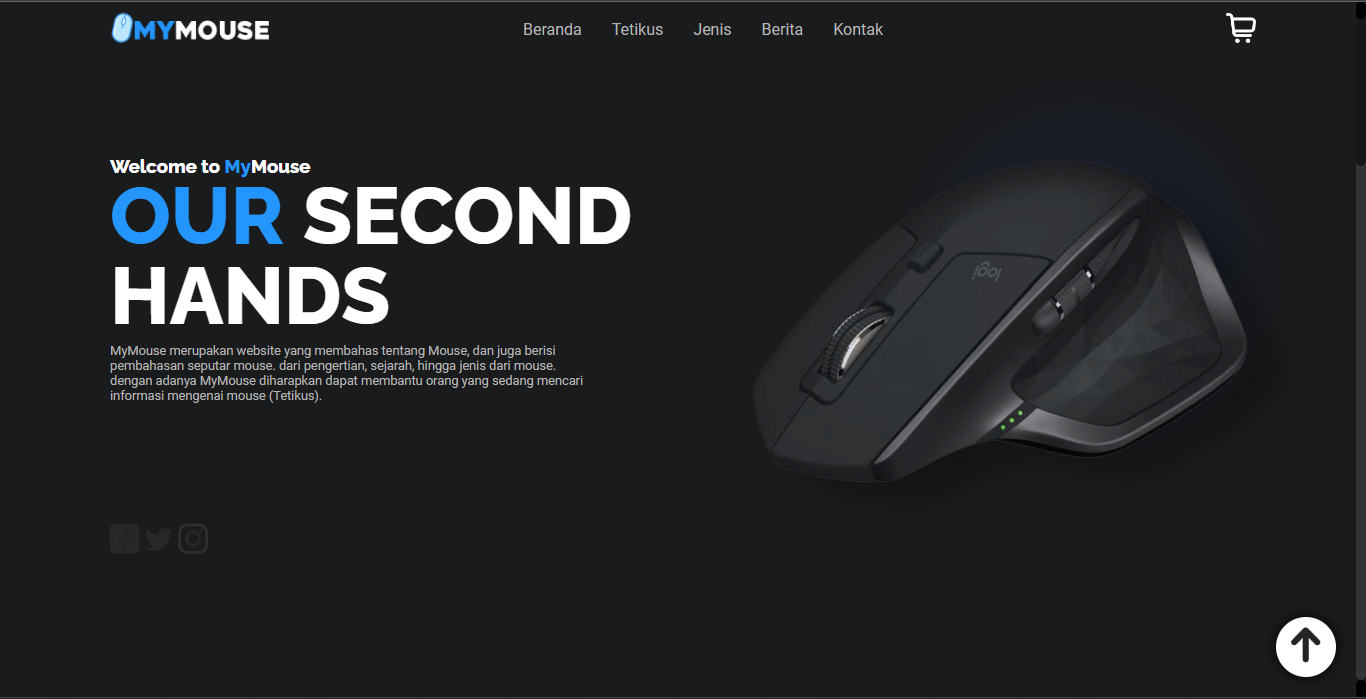 MYMOUSE
Beranda Tetikus Jenis Berita Kontak
Welcome to MyMouse
OUR SECOND
HANDS
MyMouse merupakan website yang membahas tentang Mouse, dan juga berisi
pembahasan seputar mouse. dari pengertian, sejarah, hingga jenis dari mouse.
dengan adanya MyMouse diharapkan dapat membantu orang yang sedang mencari
informasi mengenai mouse (Tetikus).
logi